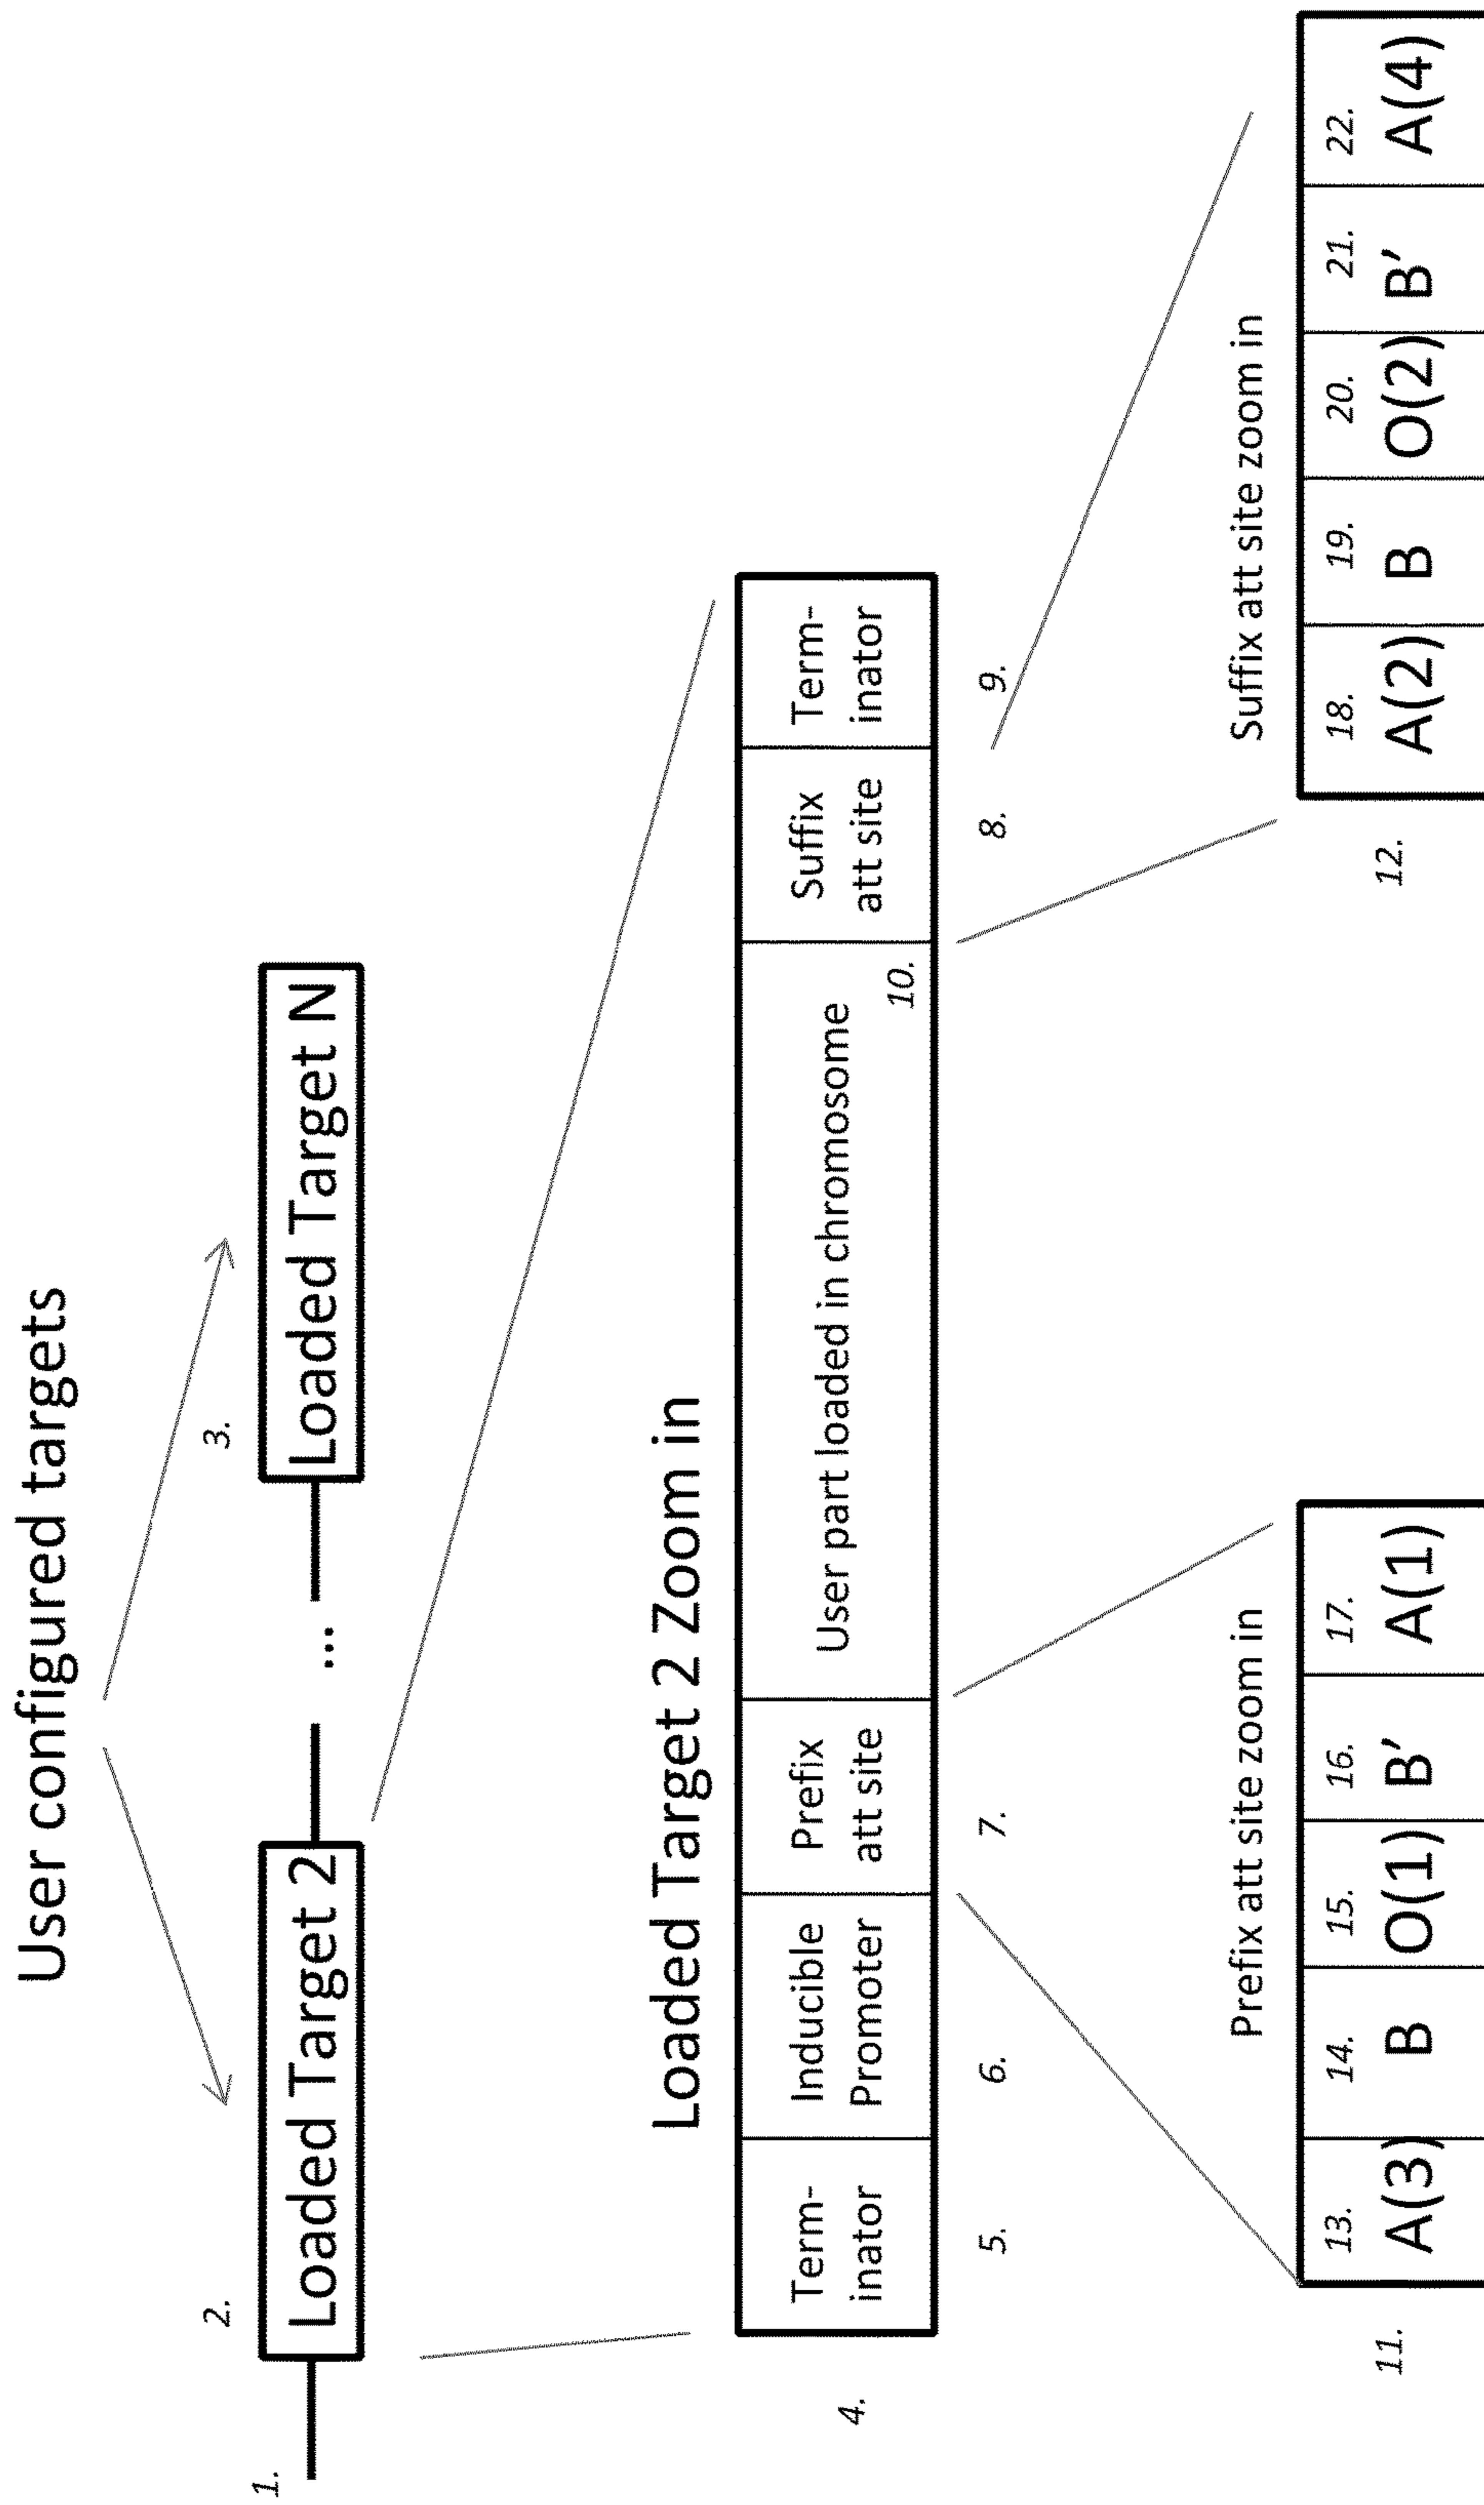 User configured targets
1.
2.
3.
Loaded Target 2
...
Loaded Target N
Loaded Target 2 Zoom in
4.
Term-
inator
Inducible
Promoter
Prefix
att site
User part loaded in chromosome
10.
Suffix
att site
Term-
inator
5.
6.
7.
8.
9.
Prefix att site zoom in
11.
13.
14.
15.
16.
17.
A(3)
B
O(1)
B'
A(1)
Suffix att site zoom in
12.
18.
19.
20.
21.
22.
A(2)
B
O(2)
B'
A(4)